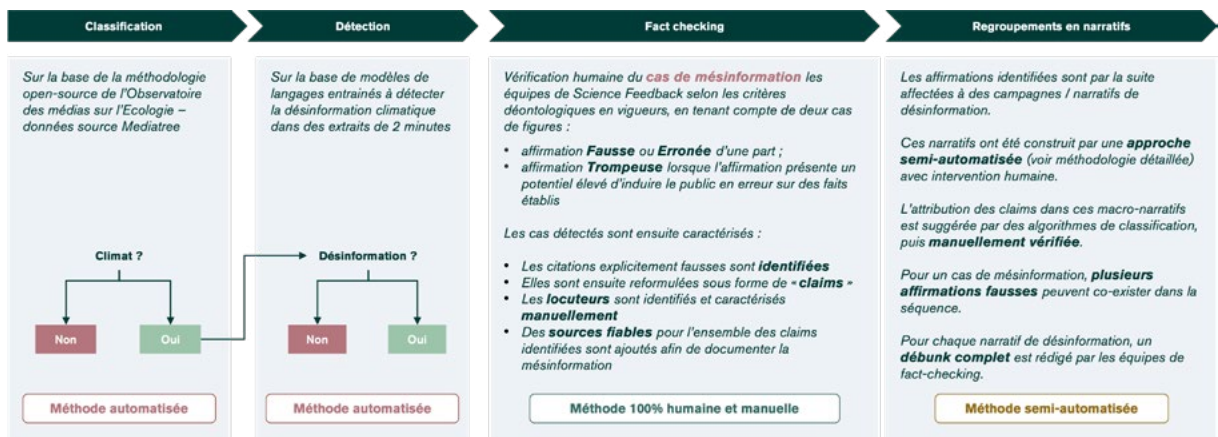 Classification
Détection
Fact checking
Regroupements en narratifs
Sur la base de la méthodologie
open-source de l'Observatoire
des médias sur l'Ecologie –
données source Mediatree
Climat ?
Non
Oui
Méthode automatisée
Sur la base de modèles de
langages entrainés à détecter
la désinformation climatique
dans des extraits de 2 minutes
Désinformation ?
Non
Oui
Méthode automatisée
Vérification humaine du cas de mésinformation les
équipes de Science Feedback selon les critères
déontologiques en vigueurs, en tenant compte de deux cas
de figures :
• affirmation Fausse ou Erronée d'une part ;
• affirmation Trompeuse lorsque l'affirmation présente un
potentiel élevé d'induire le public en erreur sur des faits
établis
Les cas détectés sont ensuite caractérisés :
• Les citations explicitement fausses sont identifiées
• Elles sont ensuite reformulées sous forme de « claims »
• Les locuteurs sont identifiés et caractérisés
manuellement
• Des sources fiables pour l'ensemble des claims
identifiées sont ajoutés afin de documenter la
mésinformation
Méthode 100% humaine et manuelle
Les affirmations identifiées sont par la suite
affectées à des campagnes / narratifs de
désinformation.
Ces narratifs ont été construit par une approche
semi-automatisée (voir méthodologie détaillée)
avec intervention humaine.
L'attribution des claims dans ces macro-narratifs
est suggérée par des algorithmes de classification,
puis manuellement vérifiée.
Pour un cas de mésinformation, plusieurs
affirmations fausses peuvent co-exister dans la
séquence.
Pour chaque narratif de désinformation, un
débunk complet est rédigé par les équipes de
fact-checking.
Méthode semi-automatisée